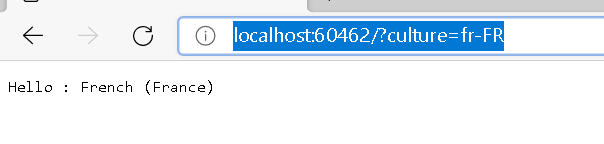 localhost:60462/?culture=fr-FR
Hello : French (France)